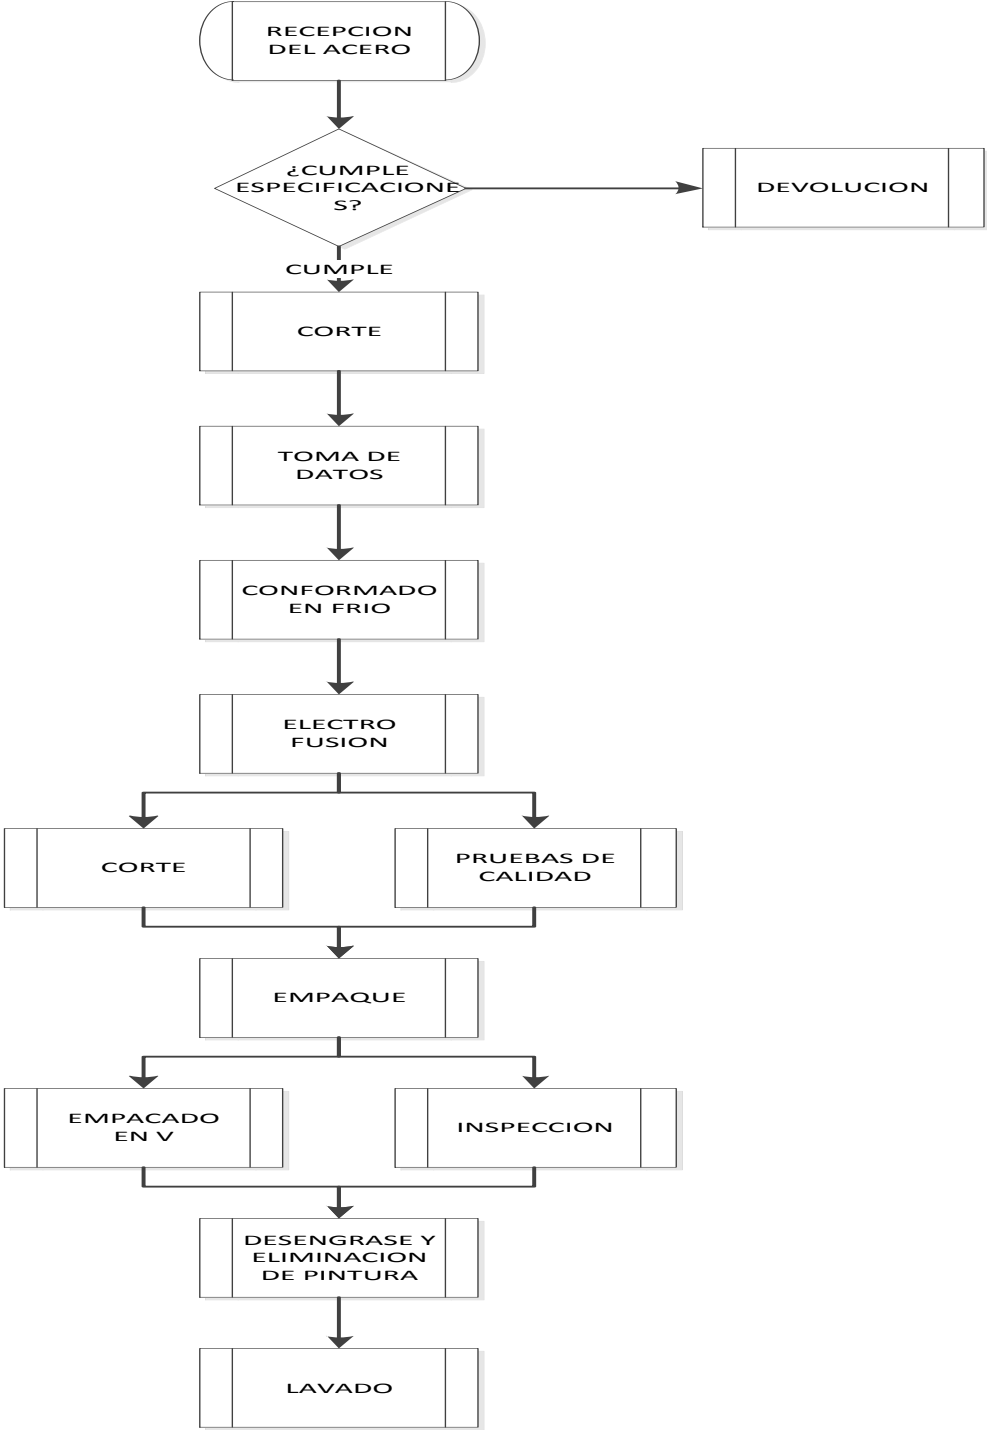 RECEPCION
DEL ACERO
¿CUMPLE
ESPECIFICACIONE
S?
DEVOLUCION
CUMPLE
CORTE
TOMA DE
DATOS
CONFORMADO
EN FRIO
ELECTRO
FUSION
CORTE
PRUEBAS DE
CALIDAD
EMPAQUE
EMPACADO
EN V
INSPECCION
DESENGRASE Y
ELIMINACION
DE PINTURA
LAVADO